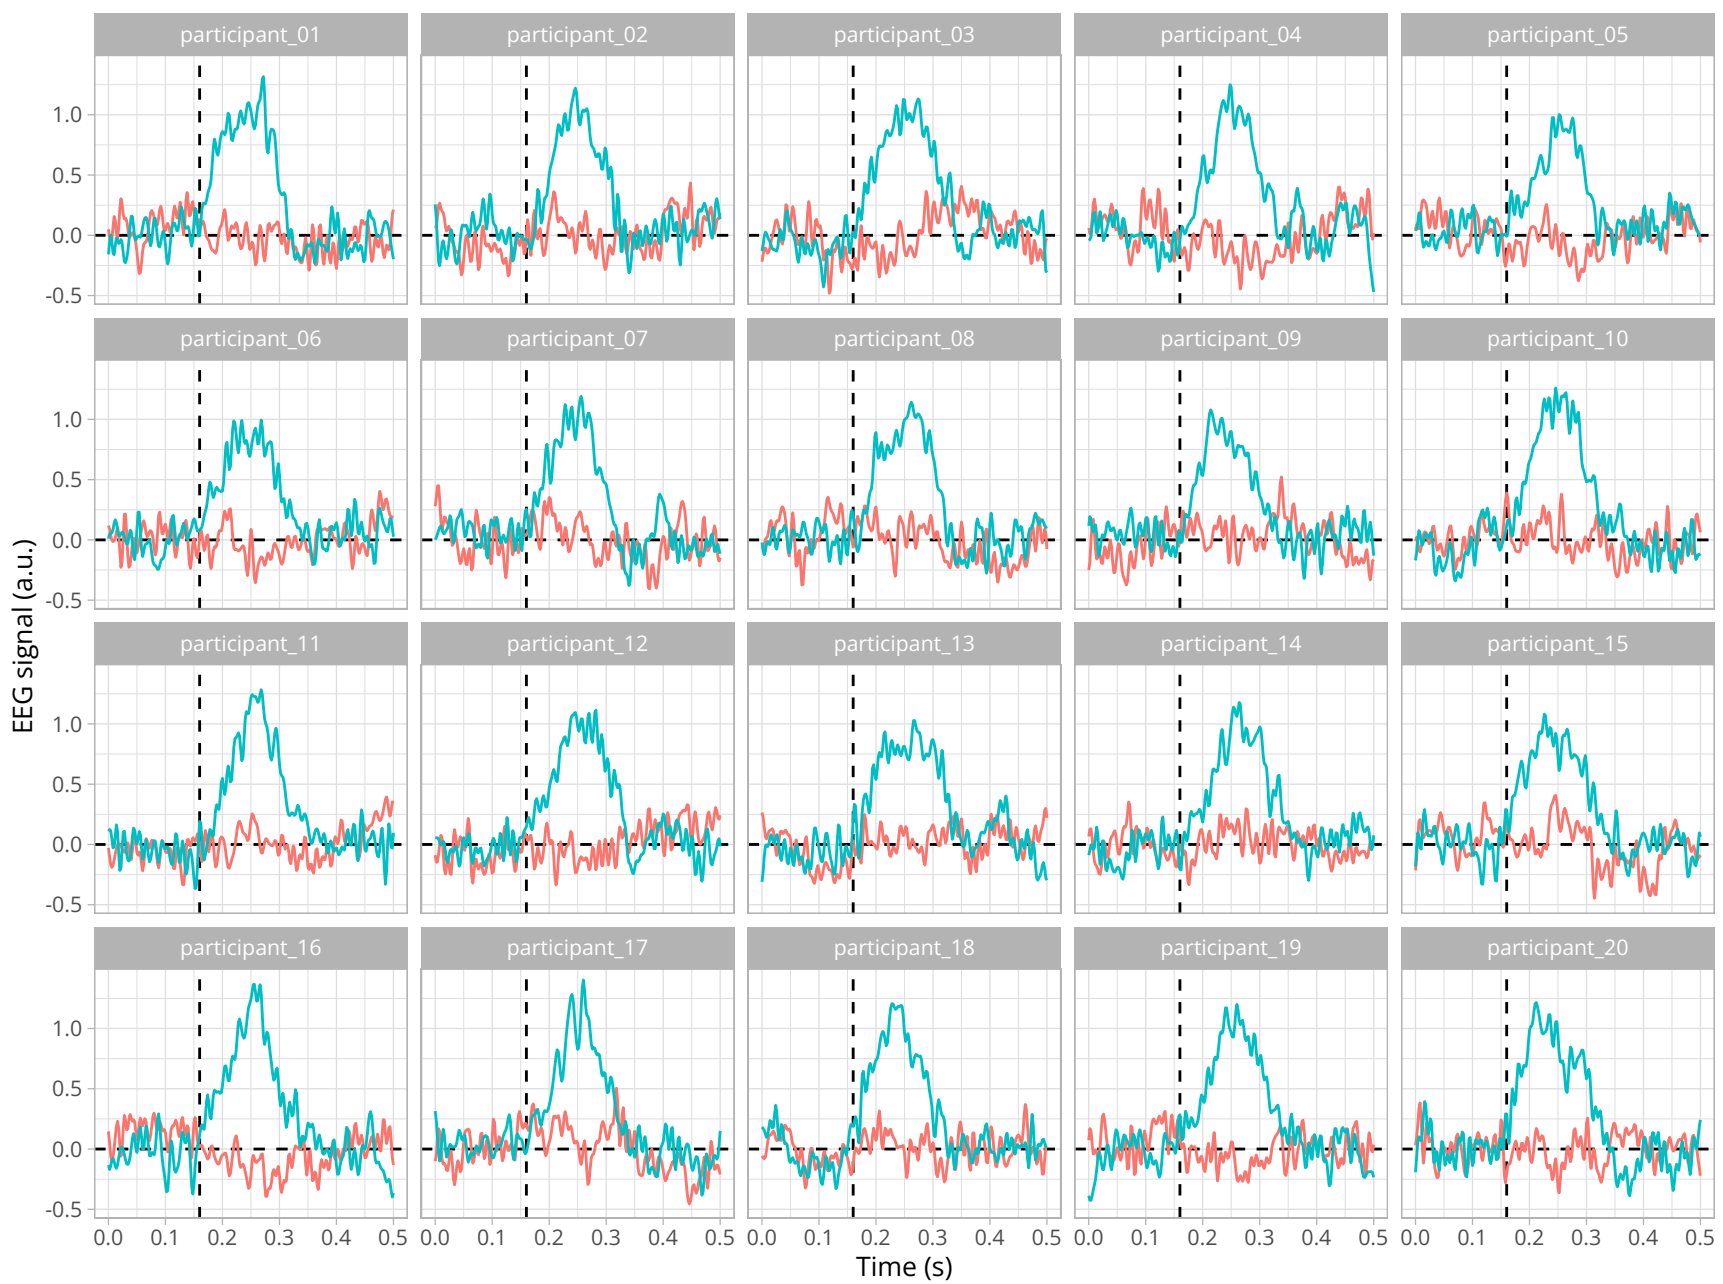 participant_01 participant_02 participant_03 participant_04 participant_05
1.0
0.5
0.0
-0.5
participant_06 participant_07 participant_08 participant_09 participant_10
1.0
0.5
0.0
-0.5
participant_11 participant_12 participant_13 participant_14 participant_15
1.0
0.5
0.0
-0.5
participant_16 participant_17 participant_18 participant_19 participant_20
1.0
0.5
0.0
-0.5
0.0 0.1 0.2 0.3 0.4 0.5 0.0 0.1 0.2 0.3 0.4 0.5 0.0 0.1 0.2 0.3 0.4 0.5 0.0 0.1 0.2 0.3 0.4 0.5 0.0 0.1 0.2 0.3 0.4 0.5
Time (s)
EEG signal (a.u.)